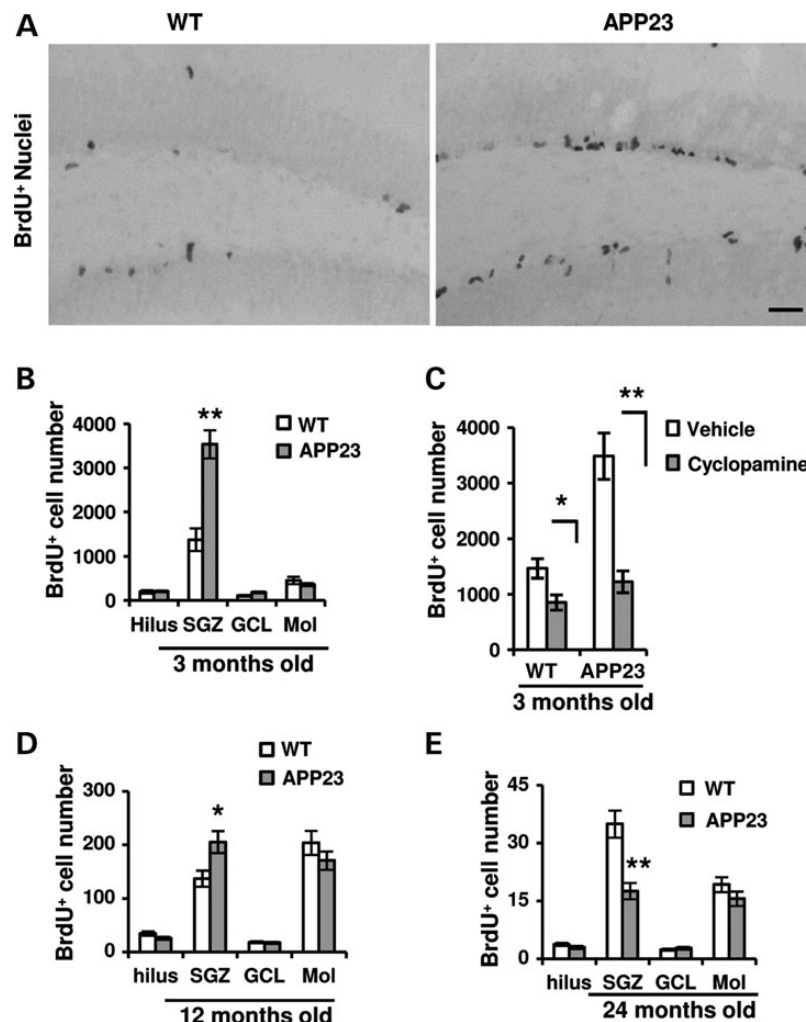 A
WT
APP23
BrdU⁺ Nuclei
B
**
WT
APP23
4000
3000
2000
1000
0
BrdU⁺ cell number
Hilus SGZ GCL Mol
3 months old
C
**
*
Vehicle
Cyclopamine
4000
3000
2000
1000
0
BrdU⁺ cell number
WT APP23
3 months old
D
*
WT
APP23
300
200
100
0
BrdU⁺ cell number
hilus SGZ GCL Mol
12 months old
E
**
WT
APP23
45
30
15
0
BrdU⁺ cell number
hilus SGZ GCL Mol
24 months old